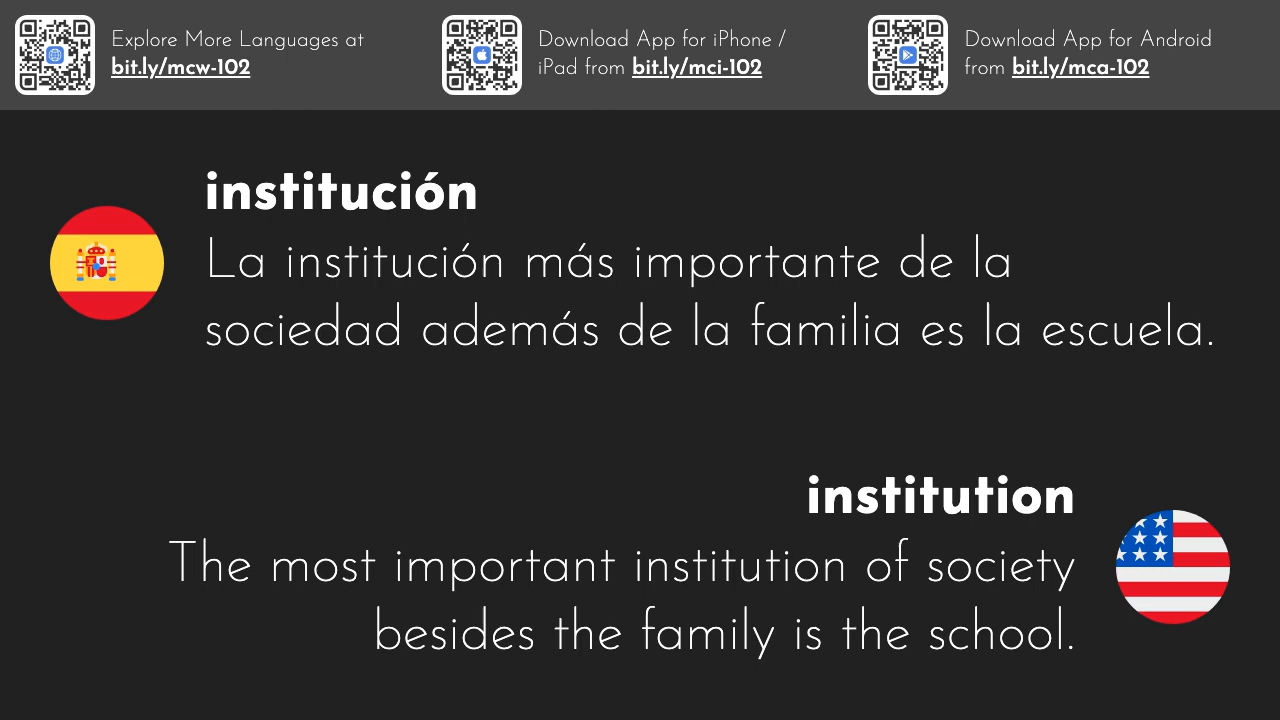 Explore More Languages at
bit.ly/mcw-102
Download App for iPhone /
iPad from bit.ly/mci-102
Download App for Android
from bit.ly/mca-102
institución
La institución más importante de la
sociedad además de la familia es la escuela.
institution
The most important institution of society
besides the family is the school.